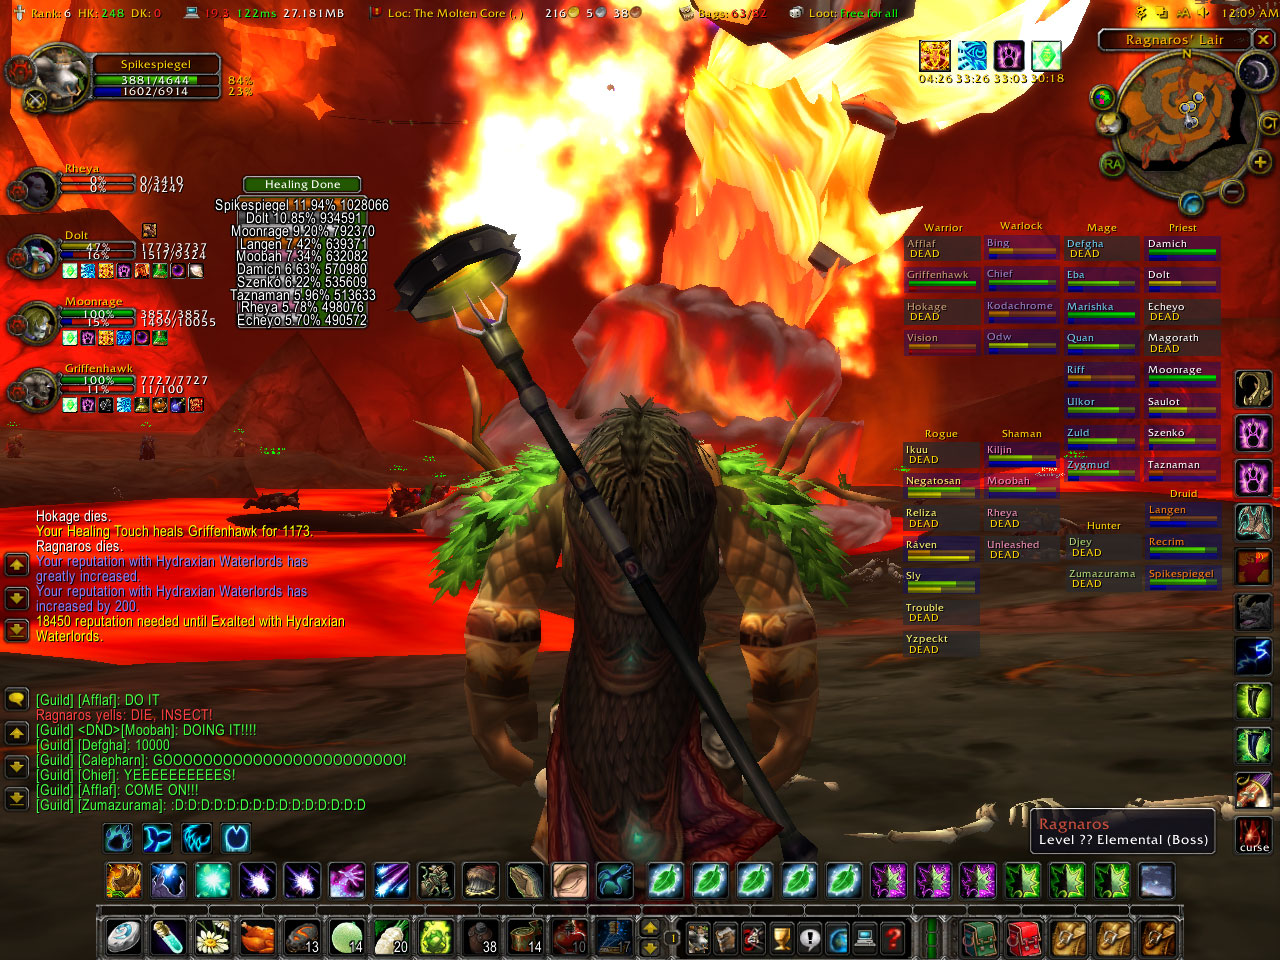 Rank: 6 HK: 248 DK: 0 19.3 122ms 27.181MB Loc: The Molten Core (, ) 216 5 38 Bags: 63/82 Loot: Free for all 12:09 AM
Ragnaros' Lair
N
Spikespiegel
3881/4644 84%
1602/6914 23%
04:26 33:26 33:03 30:18
CT
RA
Rheya
0% 0/3410
0% 0/4247
Dolt
47% 1773/3737
16% 1517/9324
Moonrage
100% 3857/3857
15% 1499/10055
Griffenhawk
100% 7727/7727
11% 11/100
Healing Done
Spikespiegel 11.94% 1028066
Dolt 10.85% 934591
Moonrage 9.20% 792370
Langen 7.42% 639371
Moobah 7.34% 632082
Damich 6.63% 570980
Szenkó 6.22% 535609
Taznaman 5.96% 513633
Rheya 5.78% 498076
Echeyo 5.70% 490572
Warrior
Afflaf
DEAD
Griffenhawk
Hokage
DEAD
Vision
Warlock
Bing
Chief
Kodachrome
Odw
Mage
Defgha
DEAD
Eba
Marishka
Quan
Riff
Ulkor
Zuld
Zygmud
Priest
Damich
Dolt
Echeyo
DEAD
Magorath
DEAD
Moonrage
Saulot
Szenkó
Taznaman
Rogue
Ikuu
DEAD
Negatosan
Reliza
DEAD
Räven
Sly
Trouble
DEAD
Yzpeckt
DEAD
Shaman
Kiljin
Moobah
Rheya
DEAD
Unleashed
DEAD
Hunter
Djey
DEAD
Zumazurama
DEAD
Druid
Langen
Recrim
Spikespiegel
Hokage dies.
Your Healing Touch heals Griffenhawk for 1173.
Ragnaros dies.
Your reputation with Hydraxian Waterlords has
greatly increased.
Your reputation with Hydraxian Waterlords has
increased by 200.
18450 reputation needed until Exalted with Hydraxian
Waterlords.
[Guild] [Afflaf]: DO IT
Ragnaros yells: DIE, INSECT!
[Guild] <DND>[Moobah]: DOING IT!!!!
[Guild] [Defgha]: 10000
[Guild] [Calepharn]: GOOOOOOOOOOOOOOOOOOOOOOOO!
[Guild] [Chief]: YEEEEEEEEEES!
[Guild] [Afflaf]: COME ON!!!
[Guild] [Zumazurama]: :D:D:D:D:D:D:D:D:D:D:D:D:D:D:D
Ragnaros
Level ?? Elemental (Boss)
curse
13 14 20 38 14 10 17 1